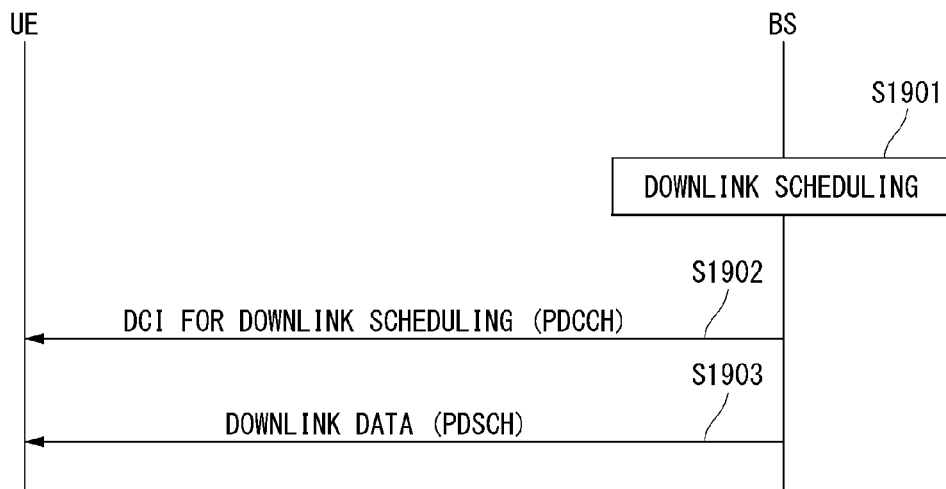 UE
BS
S1901
DOWNLINK SCHEDULING
S1902
DCI FOR DOWNLINK SCHEDULING (PDCCH)
S1903
DOWNLINK DATA (PDSCH)